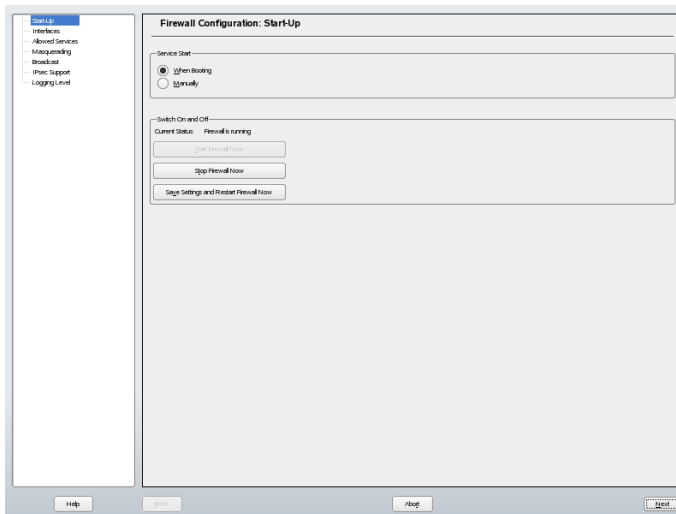 Start-Up
Interfaces
Allowed Services
Masquerading
Broadcast
IPsec Support
Logging Level
Firewall Configuration: Start-Up
Service Start
When Booting
Manually
Switch On and Off
Current Status: Firewall is running
Start Firewall Now
Stop Firewall Now
Save Settings and Restart Firewall Now
Help
Back
Abort
Next